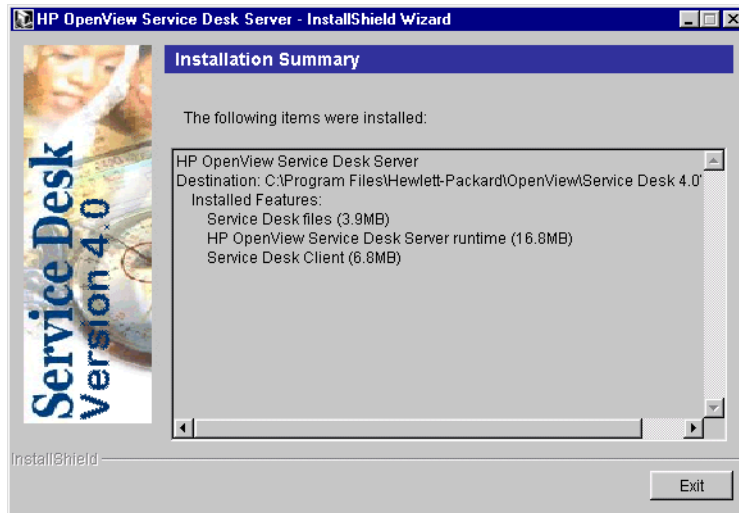 HP OpenView Service Desk Server - InstallShield Wizard
Installation Summary
Service Desk
Version 4.0
The following items were installed:
HP OpenView Service Desk Server
Destination: C:\Program Files\Hewlett-Packard\OpenView\Service Desk 4.0
Installed Features:
Service Desk files (3.9MB)
HP OpenView Service Desk Server runtime (16.8MB)
Service Desk Client (6.8MB)
InstallShield
Exit